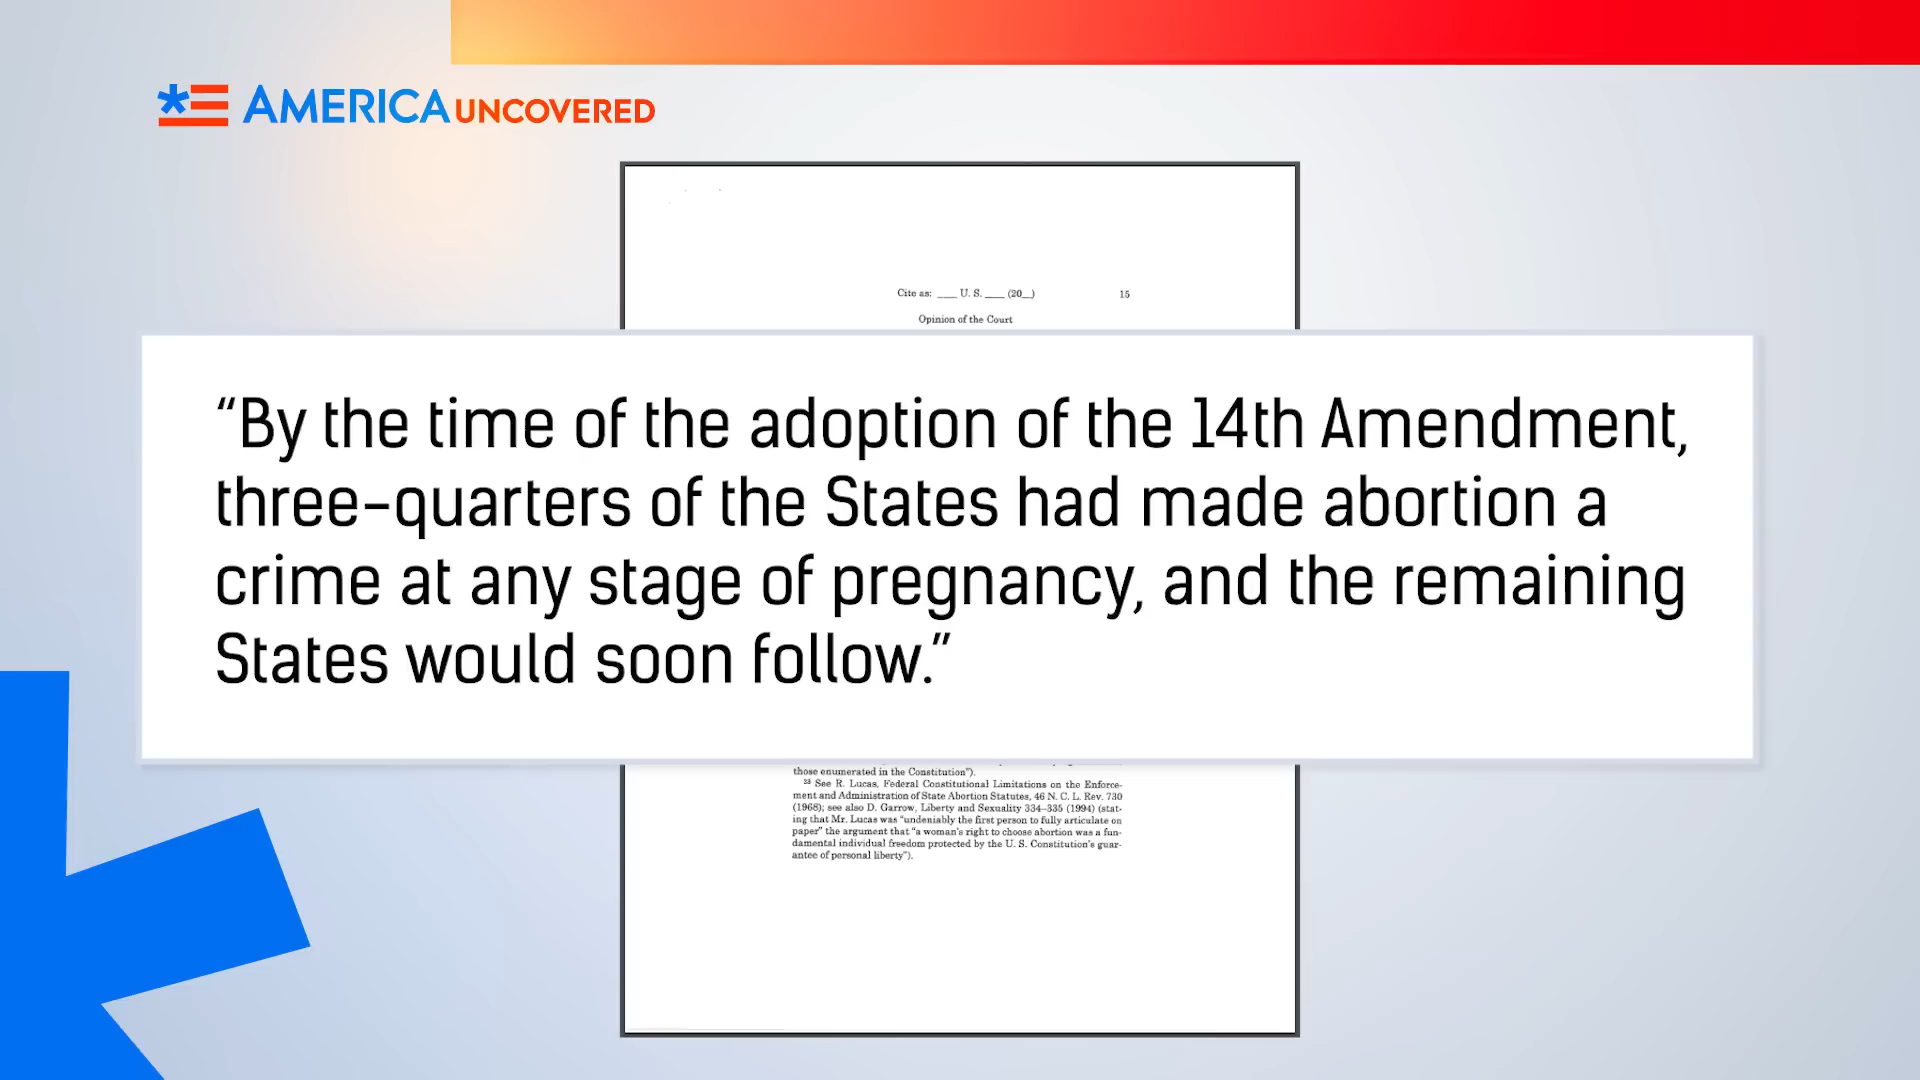 AMERICA UNCOVERED
Cite as: ___ U. S. ___ (20__) 15
Opinion of the Court
“By the time of the adoption of the 14th Amendment,
three-quarters of the States had made abortion a
crime at any stage of pregnancy, and the remaining
States would soon follow.”
those enumerated in the Constitution”).
33 See R. Lucas, Federal Constitutional Limitations on the Enforce-
ment and Administration of State Abortion Statutes, 46 N. C. L. Rev. 730
(1968); see also D. Garrow, Liberty and Sexuality 334–335 (1994) (stat-
ing that Mr. Lucas was “undeniably the first person to fully articulate on
paper” the argument that “a woman’s right to choose abortion was a fun-
damental individual freedom protected by the U. S. Constitution’s guar-
antee of personal liberty”).